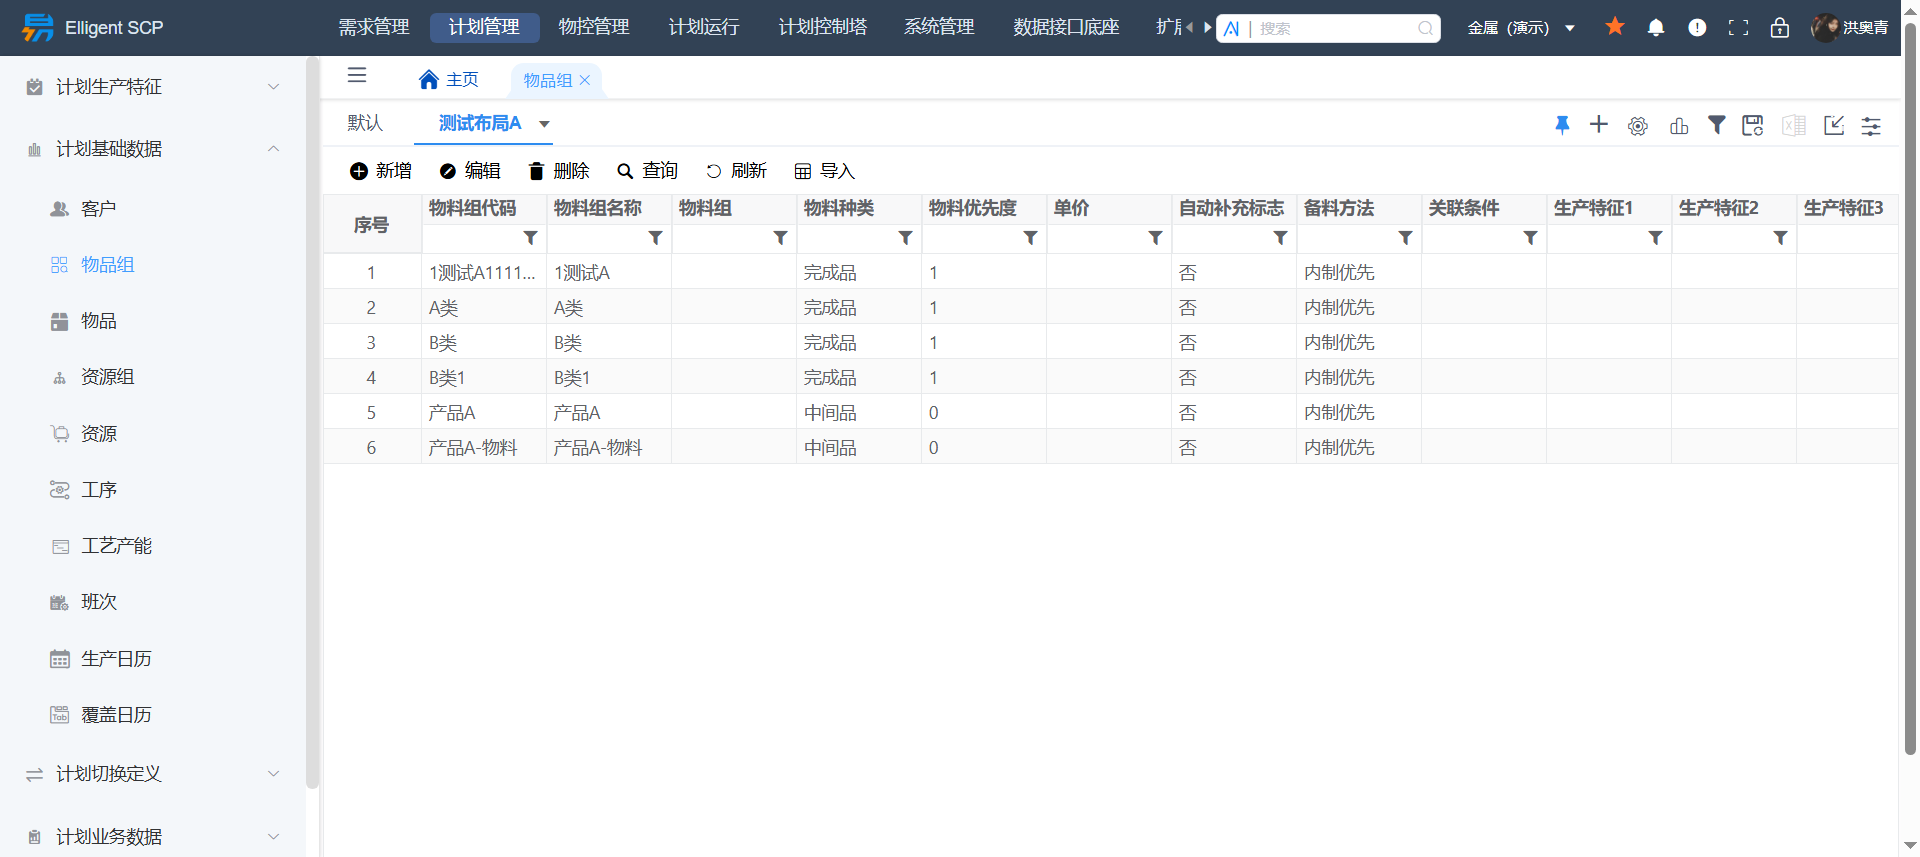 Elligent SCP
需求管理 计划管理 物控管理 计划运行 计划控制塔 系统管理 数据接口底座
AI | 搜索
金属 (演示)
洪奥青
计划生产特征
计划基础数据
客户
物品组
物品
资源组
资源
工序
工艺产能
班次
生产日历
Tab
覆盖日历
计划切换定义
计划业务数据
主页 物品组
默认 测试布局A
新增 编辑 删除 查询 刷新 导入
序号 物料组代码 物料组名称 物料组 物料种类 物料优先度 单价 自动补充标志 备料方法 关联条件 生产特征1 生产特征2 生产特征3
1 1测试A1111... 1测试A 完成品 1 否 内制优先
2 A类 A类 完成品 1 否 内制优先
3 B类 B类 完成品 1 否 内制优先
4 B类1 B类1 完成品 1 否 内制优先
5 产品A 产品A 中间品 0 否 内制优先
6 产品A-物料 产品A-物料 中间品 0 否 内制优先